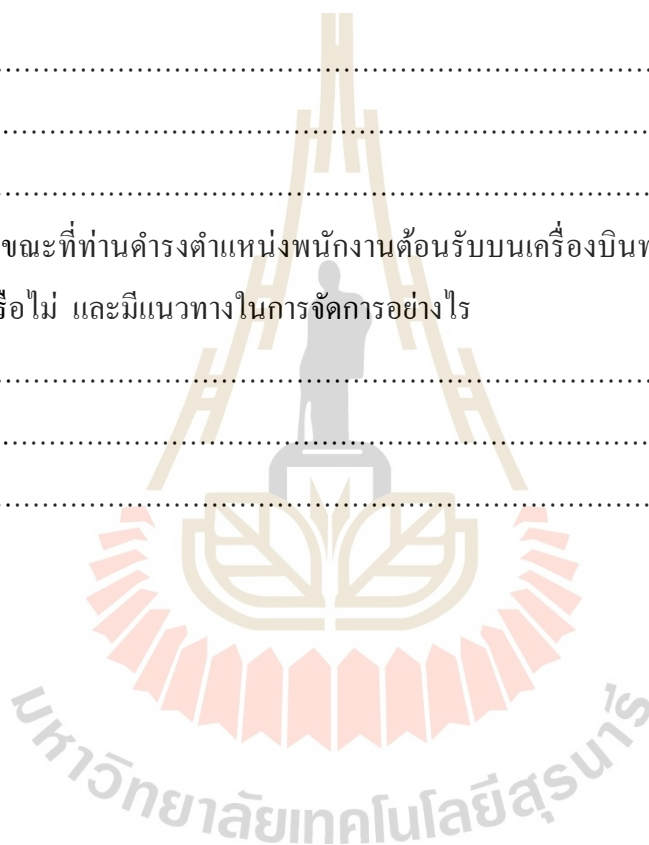 ................................................................................
................................................................................
................................................................................
ขณะที่ท่านดำรงตำแหน่งพนักงานต้อนรับบนเครื่องบิน
หรือไม่ และมีแนวทางในการจัดการอย่างไร
................................................................................
................................................................................
................................................................................
มหาวิทยาลัยเทคโนโลยีสุรนารี